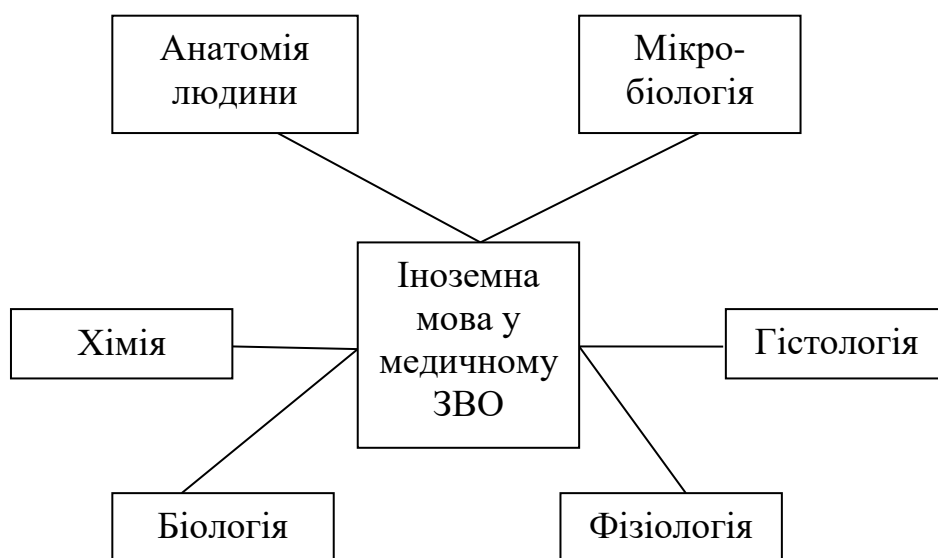 Анатомія
людини
Мікро-
біологія
Іноземна
мова у
медичному
ЗВО
Хімія
Гістологія
Біологія
Фізіологія